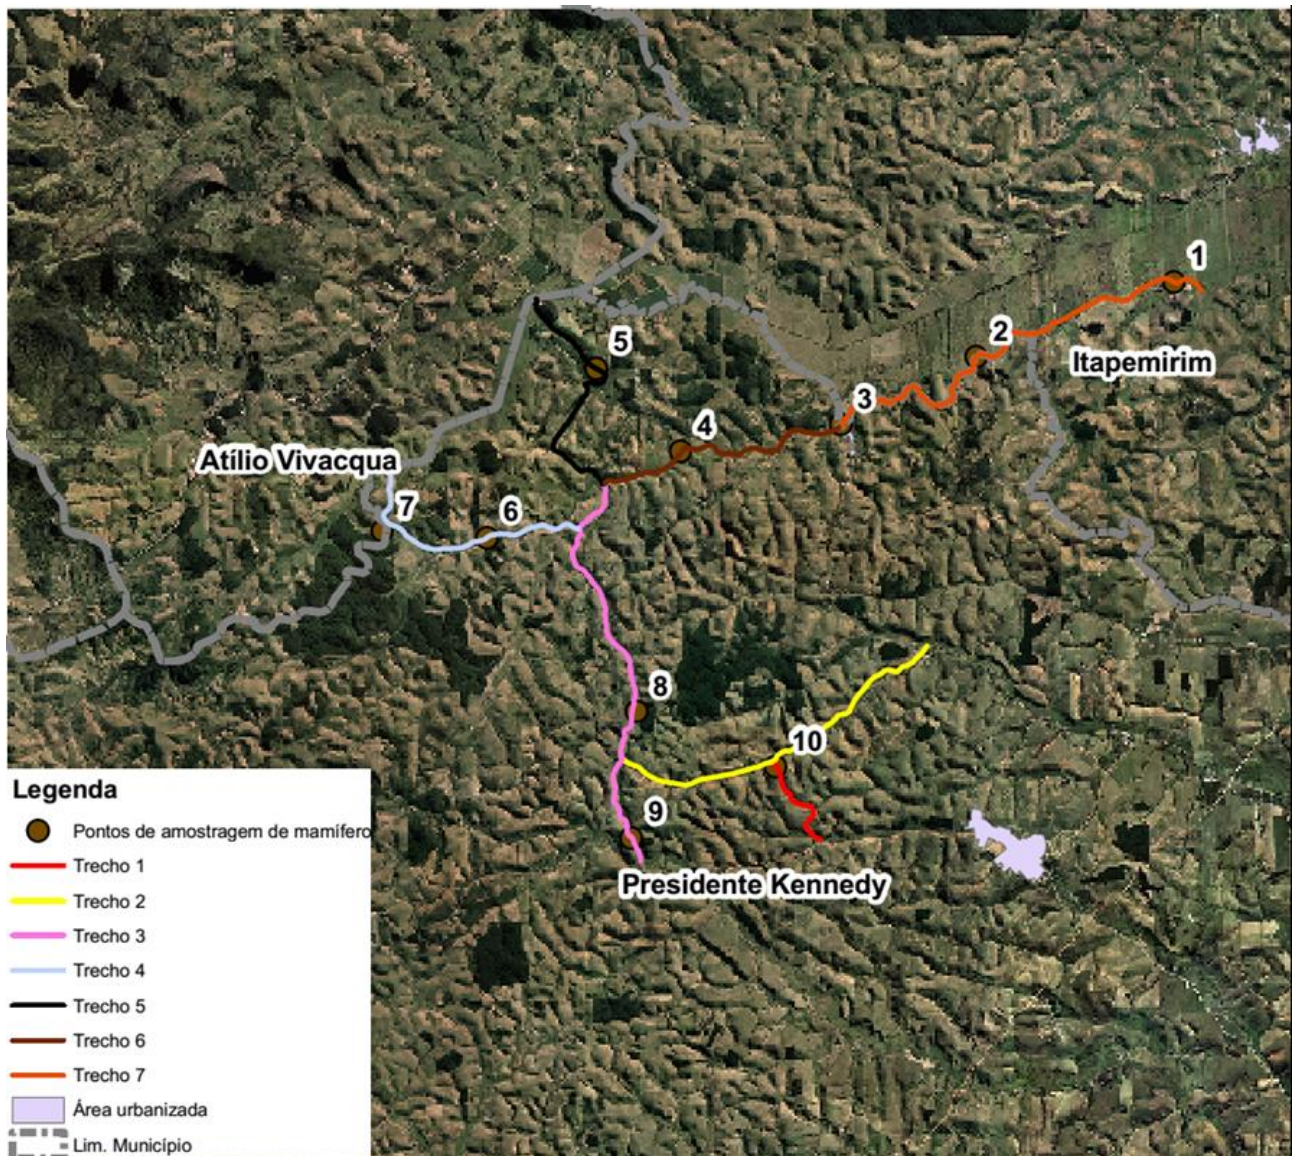 1
2
Itapemirim
5
3
4
Atílio Vivacqua
7
6
8
10
9
Presidente Kennedy
Legenda
Pontos de amostragem de mamífero
Trecho 1
Trecho 2
Trecho 3
Trecho 4
Trecho 5
Trecho 6
Trecho 7
Área urbanizada
Lim. Município